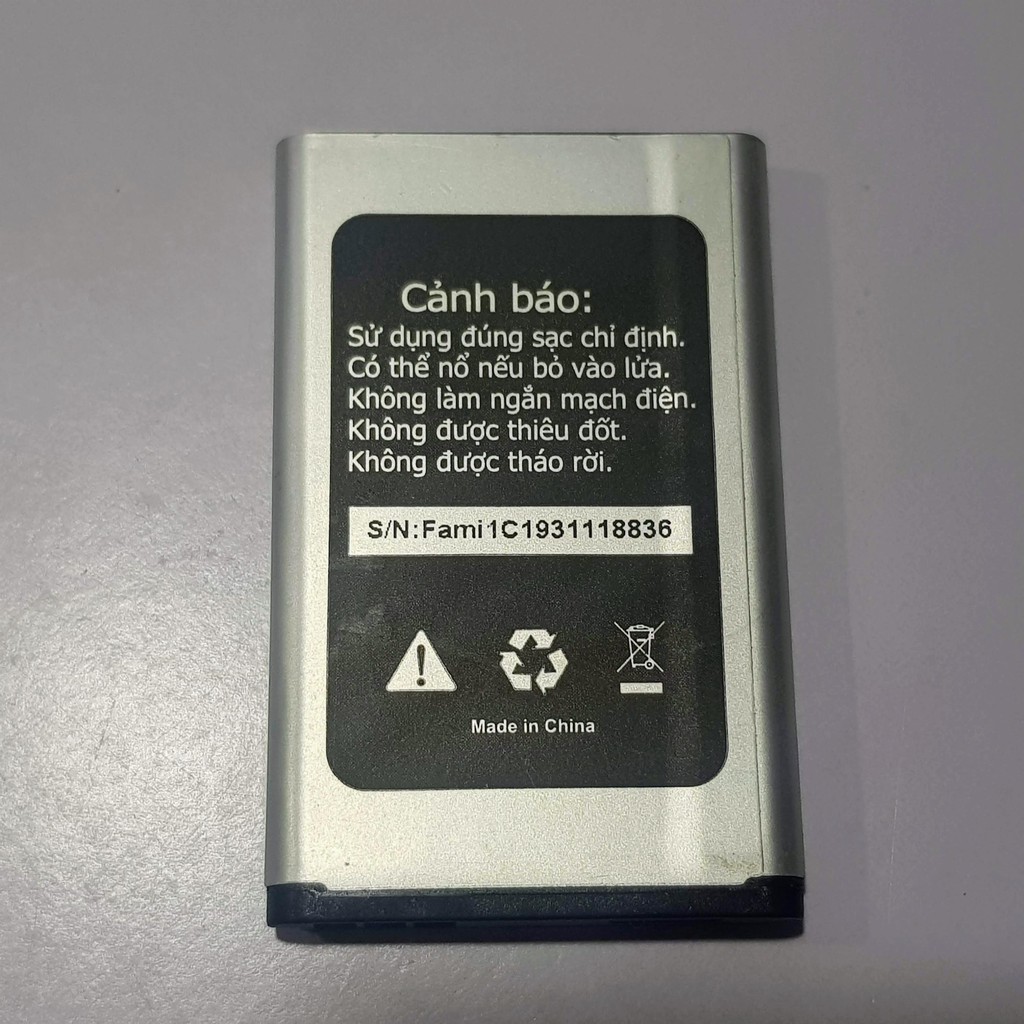 Cảnh báo:
Sử dụng đúng sạc chỉ định.
Có thể nổ nếu bỏ vào lửa.
Không làm ngắn mạch điện.
Không được thiêu đốt.
Không được tháo rời.
S/N:Fami1C1931118836
Made in China